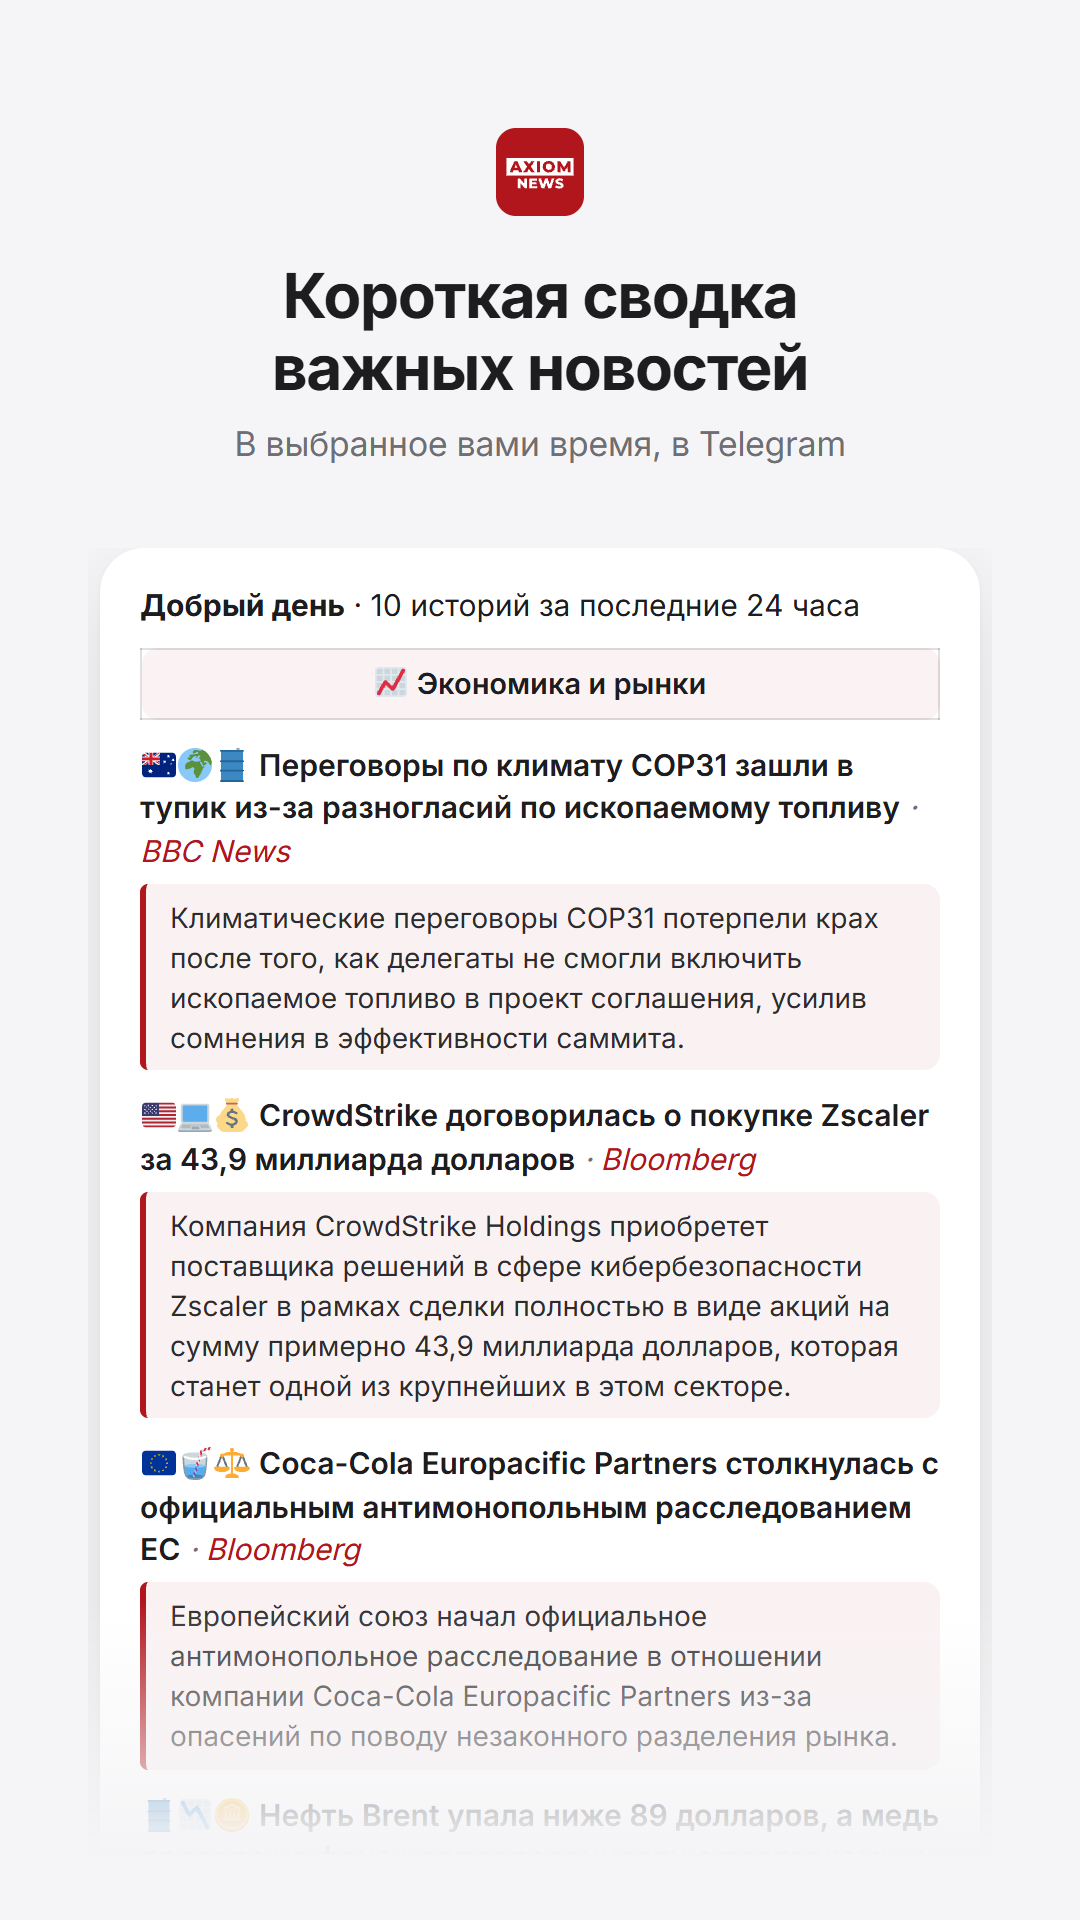 AXIOM
NEWS
Короткая сводка
важных новостей
В выбранное вами время, в Telegram
Добрый день · 10 историй за последние 24 часа
📈 Экономика и рынки
🇦🇺🌍🛢️ Переговоры по климату COP31 зашли в
тупик из-за разногласий по ископаемому топливу ·
BBC News
Климатические переговоры COP31 потерпели крах
после того, как делегаты не смогли включить
ископаемое топливо в проект соглашения, усилив
сомнения в эффективности саммита.
🇺🇸💻💰 CrowdStrike договорилась о покупке Zscaler
за 43,9 миллиарда долларов · Bloomberg
Компания CrowdStrike Holdings приобретет
поставщика решений в сфере кибербезопасности
Zscaler в рамках сделки полностью в виде акций на
сумму примерно 43,9 миллиарда долларов, которая
станет одной из крупнейших в этом секторе.
🇪🇺🥤⚖️ Coca-Cola Europacific Partners столкнулась с
официальным антимонопольным расследованием
ЕС · Bloomberg
Европейский союз начал официальное
антимонопольное расследование в отношении
компании Coca-Cola Europacific Partners из-за
опасений по поводу незаконного разделения рынка.
🛢️📉🪙 Нефть Brent упала ниже 89 долларов, а медь